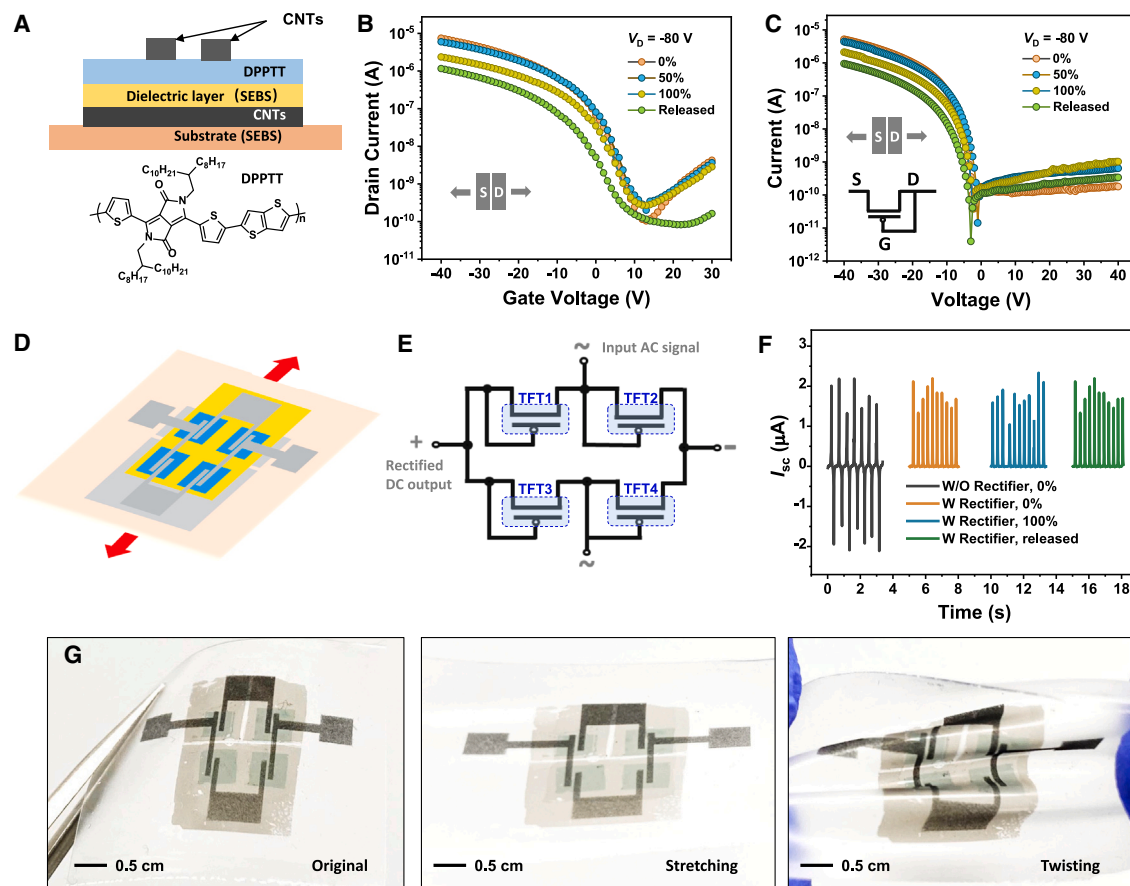 A
CNTs
DPPTT
Dielectric layer (SEBS)
CNTs
Substrate (SEBS)
C8H17
C10H21
DPPTT
S
O
N
S
S
S
n
N
O
S
C10H21
C8H17
B
Drain Current (A)
10-5
10-6
10-7
10-8
10-9
10-10
10-11
VD = -80 V
0%
50%
100%
Released
S D
-40 -30 -20 -10 0 10 20 30
Gate Voltage (V)
C
Current (A)
10-5
10-6
10-7
10-8
10-9
10-10
10-11
10-12
VD = -80 V
0%
50%
100%
Released
S D
S D
G
-40 -30 -20 -10 0 10 20 30 40
Voltage (V)
D
E
~ Input AC signal
TFT1 TFT2
+ -
Rectified
DC output
TFT3 TFT4
~
F
Isc (μA)
2
1
0
-1
-2
W/O Rectifier, 0%
W Rectifier, 0%
W Rectifier, 100%
W Rectifier, released
0 2 4 6 8 10 12 14 16 18
Time (s)
G
0.5 cm Original
0.5 cm Stretching
0.5 cm Twisting